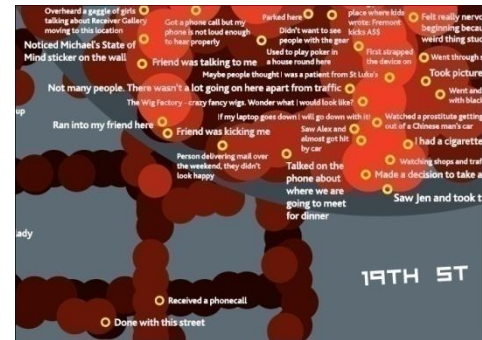 Overheard a gaggle of girls
talking about Receiver Gallery
moving to this location
Got a phone call but my
phone is not loud enough
to hear properly
Parked here
place where kids
wrote: Fremont
kicks A$$
Felt really nervo
beginning becau
weird thing stuc
Noticed Michael's State of
Mind sticker on the wall
Didn't want to see
people with the gear
Used to play poker in
a house round here
First strapped
the device on
Went through s
Friend was talking to me
Maybe people thought i was a patient from St Luke's
Took picture
Not many people. There wasn't a lot going on here apart from traffic
Went and
with black
The Wig Factory - crazy fancy wigs. Wonder what i would look like?
up
If my laptop goes down I will go down with it!
Watched a prostitute getting
out of a Chinese man's car
Ran into my friend here
Friend was kicking me
Saw Alex and
almost got hit
by car
I had a cigarette
Person delivering mail over
the weekend, they didn't
look happy
Talked on the
phone about
where we are
going to meet
for dinner
Watching shops and traf
Made a decision to take a
Saw Jen and took t
lady
19TH ST
Received a phonecall
Done with this street